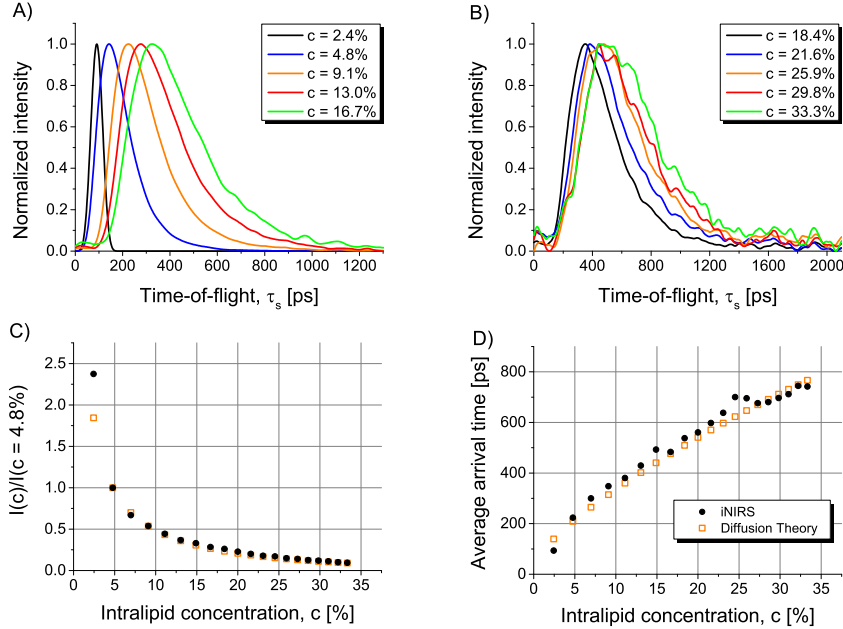 A)
Normalized intensity
1.0
0.8
0.6
0.4
0.2
0.0
0 200 400 600 800 1000 1200
Time-of-flight, τs [ps]
c = 2.4%
c = 4.8%
c = 9.1%
c = 13.0%
c = 16.7%
B)
Normalized intensity
1.0
0.8
0.6
0.4
0.2
0.0
0 400 800 1200 1600 2000
Time-of-flight, τs [ps]
c = 18.4%
c = 21.6%
c = 25.9%
c = 29.8%
c = 33.3%
C)
I(c)/I(c = 4.8%)
2.5
2.0
1.5
1.0
0.5
0.0
0 5 10 15 20 25 30 35
Intralipid concentration, c [%]
D)
Average arrival time [ps]
800
600
400
200
0
0 5 10 15 20 25 30 35
Intralipid concentration, c [%]
iNIRS
Diffusion Theory